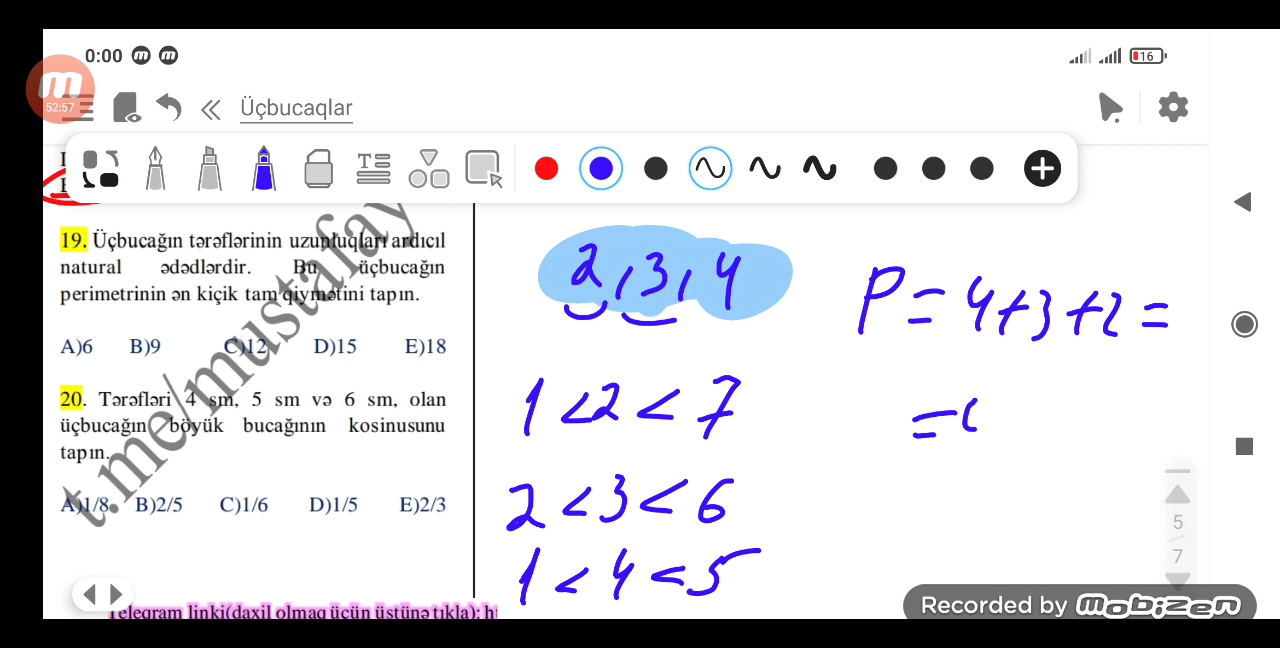 0:00
16
52:57
Üçbucaqlar
19. Üçbucağın tərəflərinin uzunluqları ardıcıl
natural ədədlərdir. Bu üçbucağın
perimetrinin ən kiçik tam qiymətini tapın.
A)6 B)9 C)12 D)15 E)18
20. Tərəfləri 4 sm, 5 sm və 6 sm, olan
üçbucağın böyük bucağının kosinusunu
tapın.
A)1/8 B)2/5 C)1/6 D)1/5 E)2/3
t.me/mustafay
Telegram linki(daxil olmaq üçün üstünə tıkla): h
2, 3, 4
1 < 2 < 7
2 < 3 < 6
1 < 4 < 5
P = 4+3+2 =
=
5
7
Recorded by mobizen